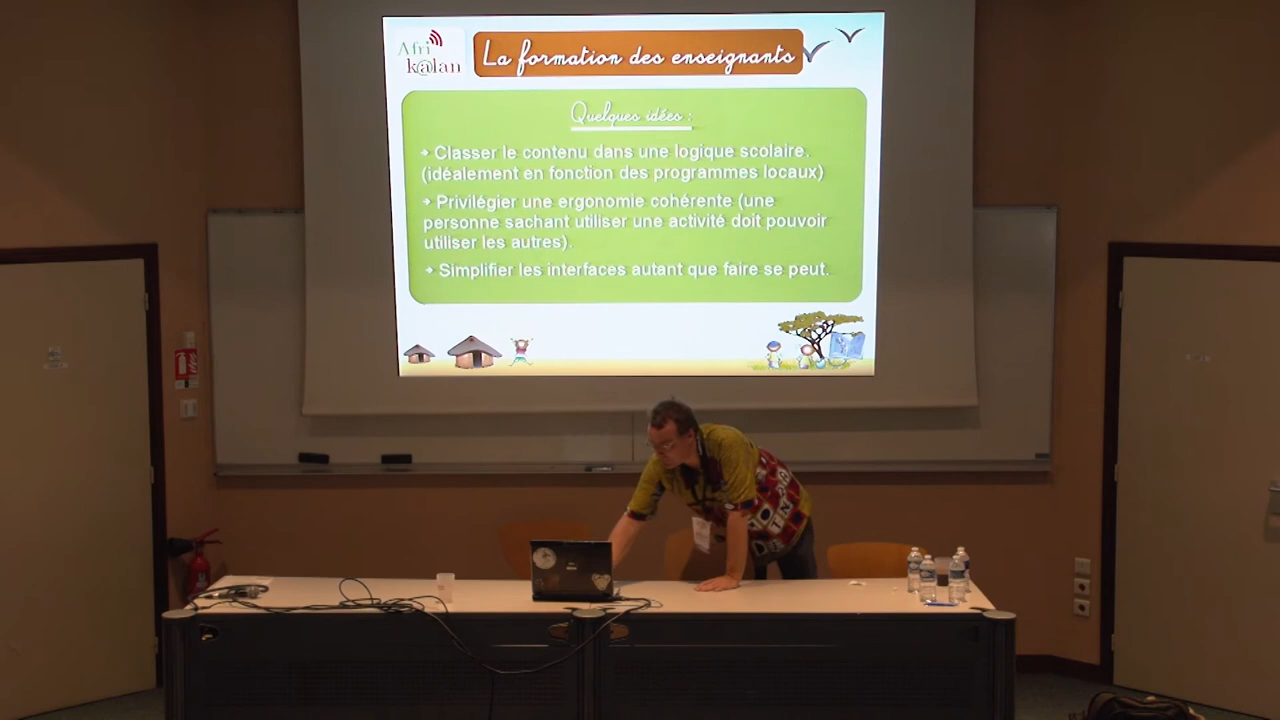 Afri
k@lan
La formation des enseignants
Quelques idées :
→ Classer le contenu dans une logique scolaire.
(idéalement en fonction des programmes locaux)
→ Privilégier une ergonomie cohérente (une
personne sachant utiliser une activité doit pouvoir
utiliser les autres).
→ Simplifier les interfaces autant que faire se peut.